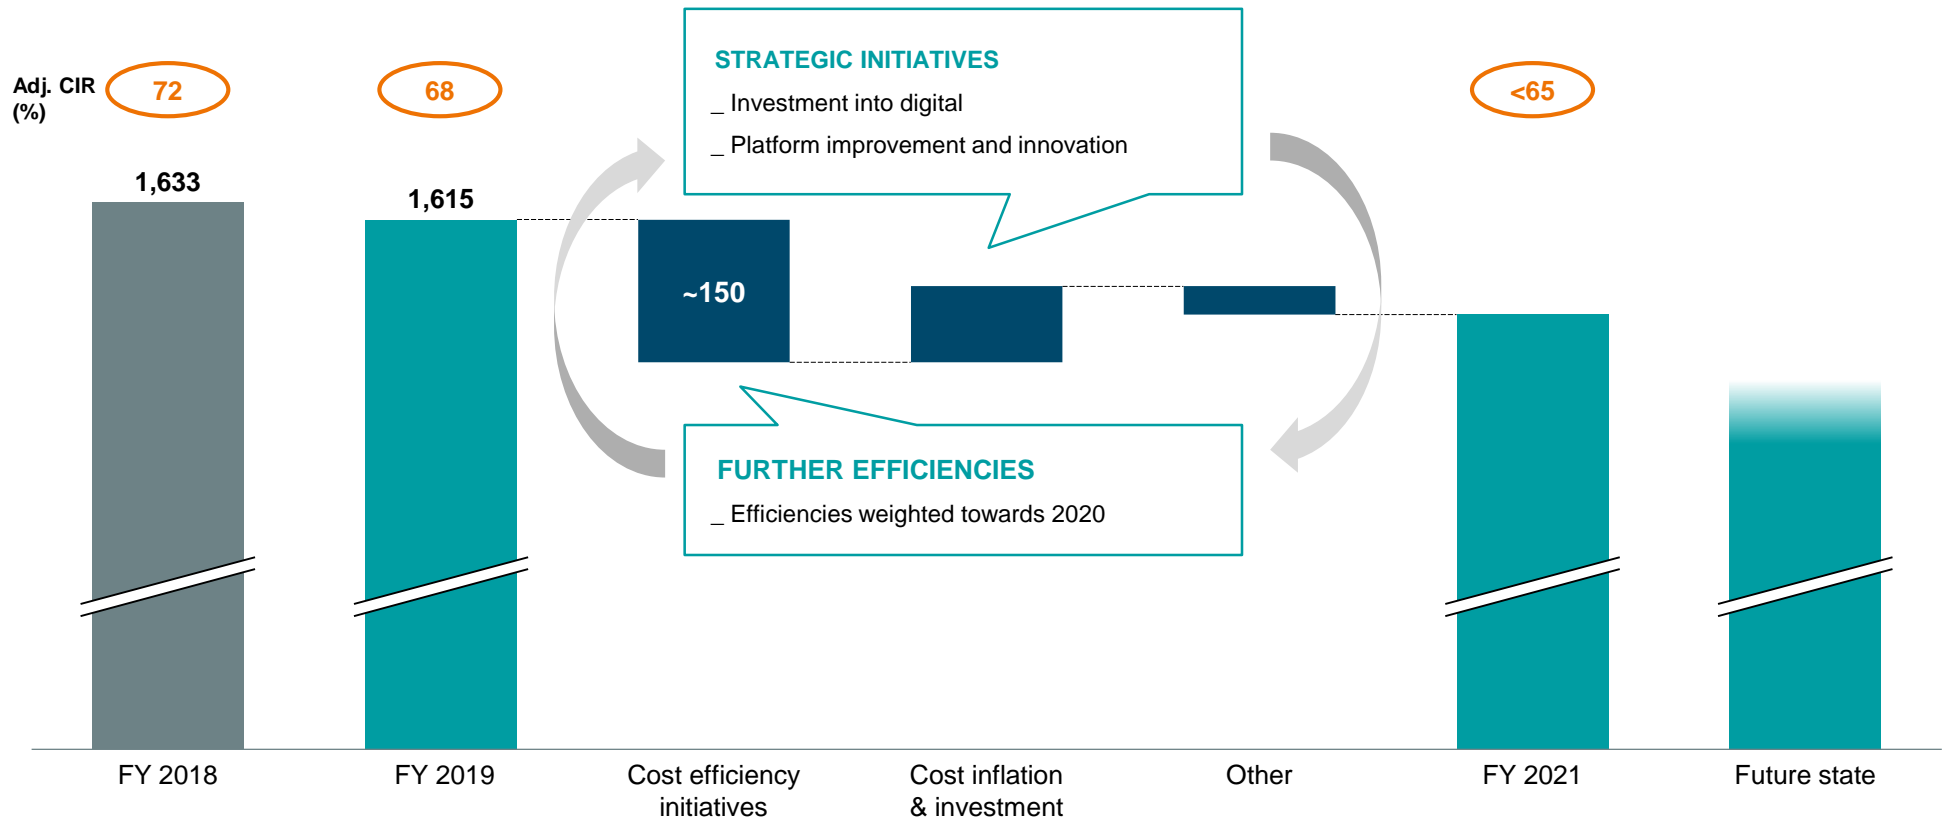 STRATEGIC INITIATIVES
_ Investment into digital
_ Platform improvement and innovation
Adj. CIR
(%)
72
68
<65
1,633
1,615
~150
FURTHER EFFICIENCIES
_ Efficiencies weighted towards 2020
FY 2018
FY 2019
Cost efficiency
initiatives
Cost inflation
& investment
Other
FY 2021
Future state